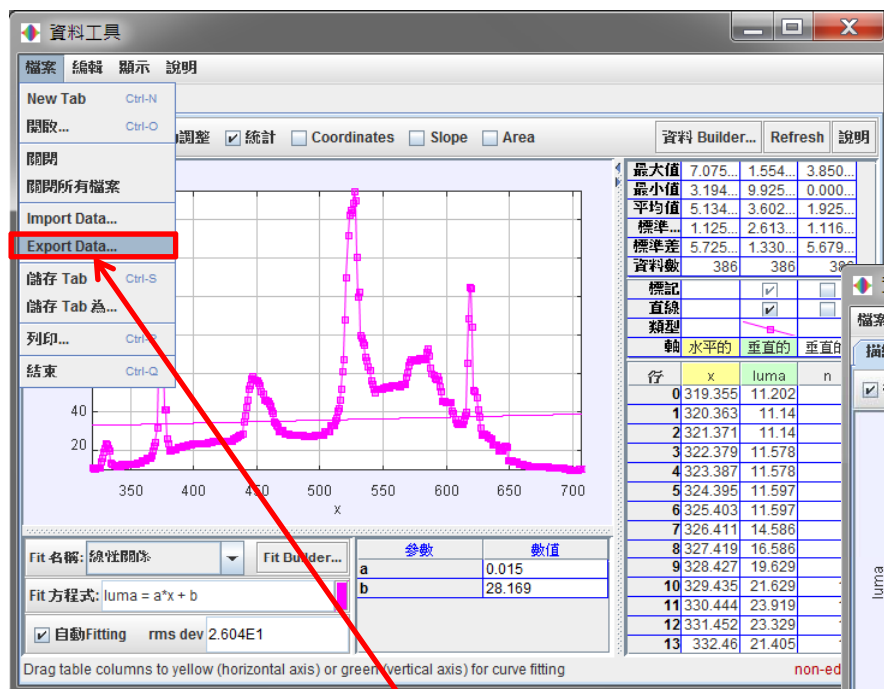 資料工具
檔案 編輯 顯示 說明
New Tab Ctrl-N
開啟... Ctrl-O
關閉
關閉所有檔案
Import Data...
Export Data...
儲存 Tab Ctrl-S
儲存 Tab 為...
列印...
結束 Ctrl-Q
調整 統計 Coordinates Slope Area 資料 Builder... Refresh 說明
最大值 7.075... 1.554... 3.850...
最小值 3.194... 9.925... 0.000...
平均值 5.134... 3.602... 1.925...
標準... 1.125... 2.613... 1.116...
標準差 5.725... 1.330... 5.679...
資料數 386 386
標記
直線
類型
軸 水平的 垂直的 垂直
行 x luma n
0 319.355 11.202
1 320.363 11.14
2 321.371 11.14
3 322.379 11.578
4 323.387 11.578
5 324.395 11.597
6 325.403 11.597
7 326.411 14.586
8 327.419 16.586
9 328.427 19.629
10 329.435 21.629
11 330.444 23.919
12 331.452 23.329
13 332.46 21.405
40
20
350 400 450 500 550 600 650 700
x
Fit 名稱: 線性關係 Fit Builder...
Fit 方程式: luma = a*x + b
自動Fitting rms dev 2.604E1
參數 數值
a 0.015
b 28.169
Drag table columns to yellow (horizontal axis) or green (vertical axis) for curve fitting non-ed
檔案
luma